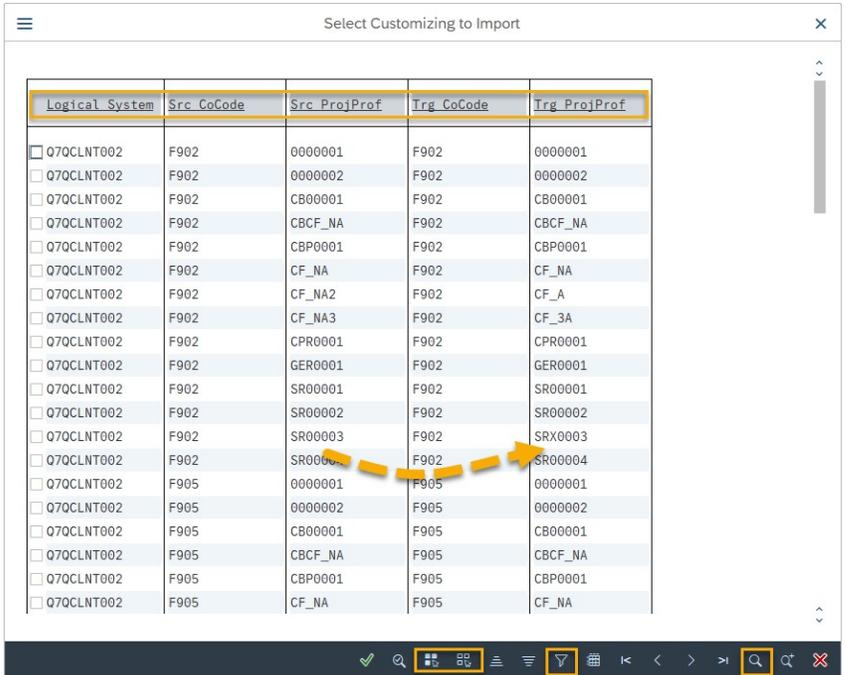 Select Customizing to Import
Logical System Src CoCode Src ProjProf Trg CoCode Trg ProjProf
Q7QCLNT002 F902 0000001 F902 0000001
Q7QCLNT002 F902 0000002 F902 0000002
Q7QCLNT002 F902 CB00001 F902 CB00001
Q7QCLNT002 F902 CBCF_NA F902 CBCF_NA
Q7QCLNT002 F902 CBP0001 F902 CBP0001
Q7QCLNT002 F902 CF_NA F902 CF_NA
Q7QCLNT002 F902 CF_NA2 F902 CF_A
Q7QCLNT002 F902 CF_NA3 F902 CF_3A
Q7QCLNT002 F902 CPR0001 F902 CPR0001
Q7QCLNT002 F902 GER0001 F902 GER0001
Q7QCLNT002 F902 SR00001 F902 SR00001
Q7QCLNT002 F902 SR00002 F902 SR00002
Q7QCLNT002 F902 SR00003 F902 SRX0003
Q7QCLNT002 F902 F902 SR00004
Q7QCLNT002 F905 0000001 F905 0000001
Q7QCLNT002 F905 0000002 F905 0000002
Q7QCLNT002 F905 CB00001 F905 CB00001
Q7QCLNT002 F905 CBCF_NA F905 CBCF_NA
Q7QCLNT002 F905 CBP0001 F905 CBP0001
Q7QCLNT002 F905 CF_NA F905 CF_NA